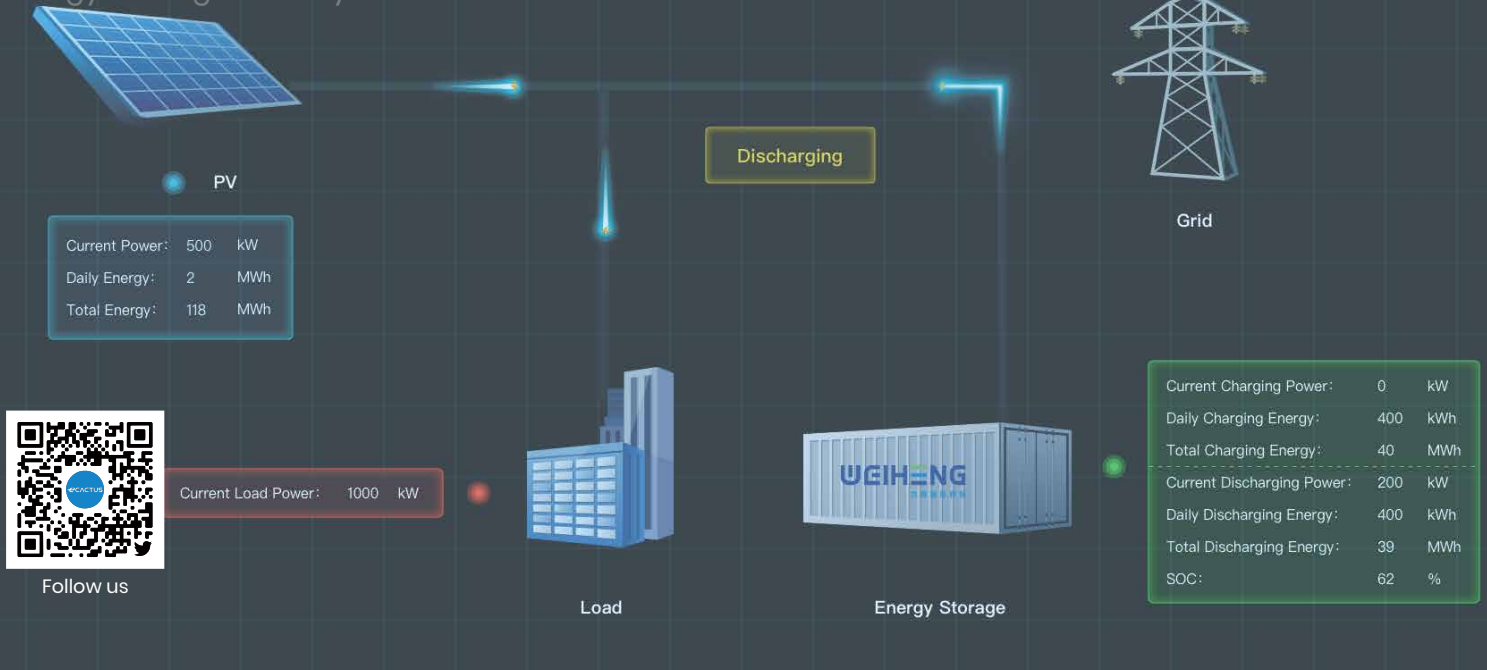 Discharging
PV
Grid
Current Power: 500 kW
Daily Energy: 2 MWh
Total Energy: 118 MWh
Current Charging Power: 0 kW
Daily Charging Energy: 400 kWh
Total Charging Energy: 40 MWh
Current Discharging Power: 200 kW
Daily Discharging Energy: 400 kWh
Total Discharging Energy: 39 MWh
SOC: 62 %
WEIHENG
eCACTUS
Current Load Power: 1000 kW
Follow us
Load
Energy Storage